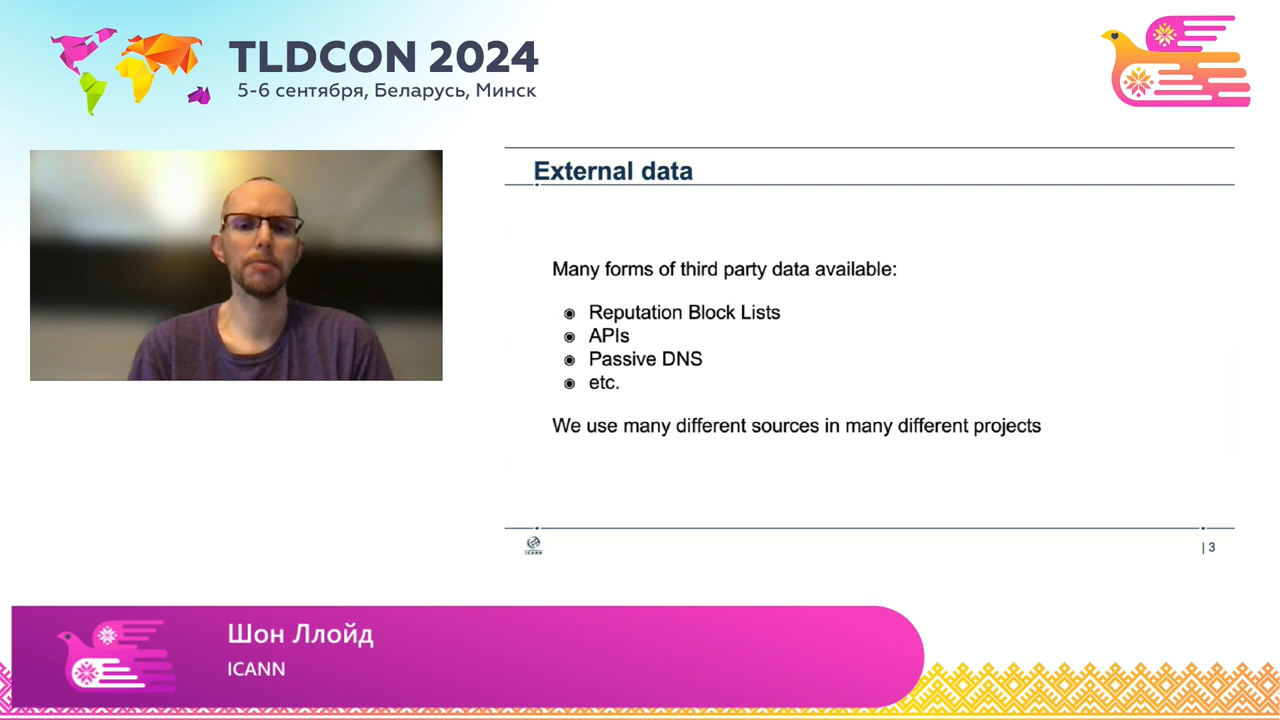 TLDCON 2024
5-6 сентября, Беларусь, Минск
External data
Many forms of third party data available:
Reputation Block Lists
APIs
Passive DNS
etc.
We use many different sources in many different projects
ICANN
| 3
Шон Ллойд
ICANN